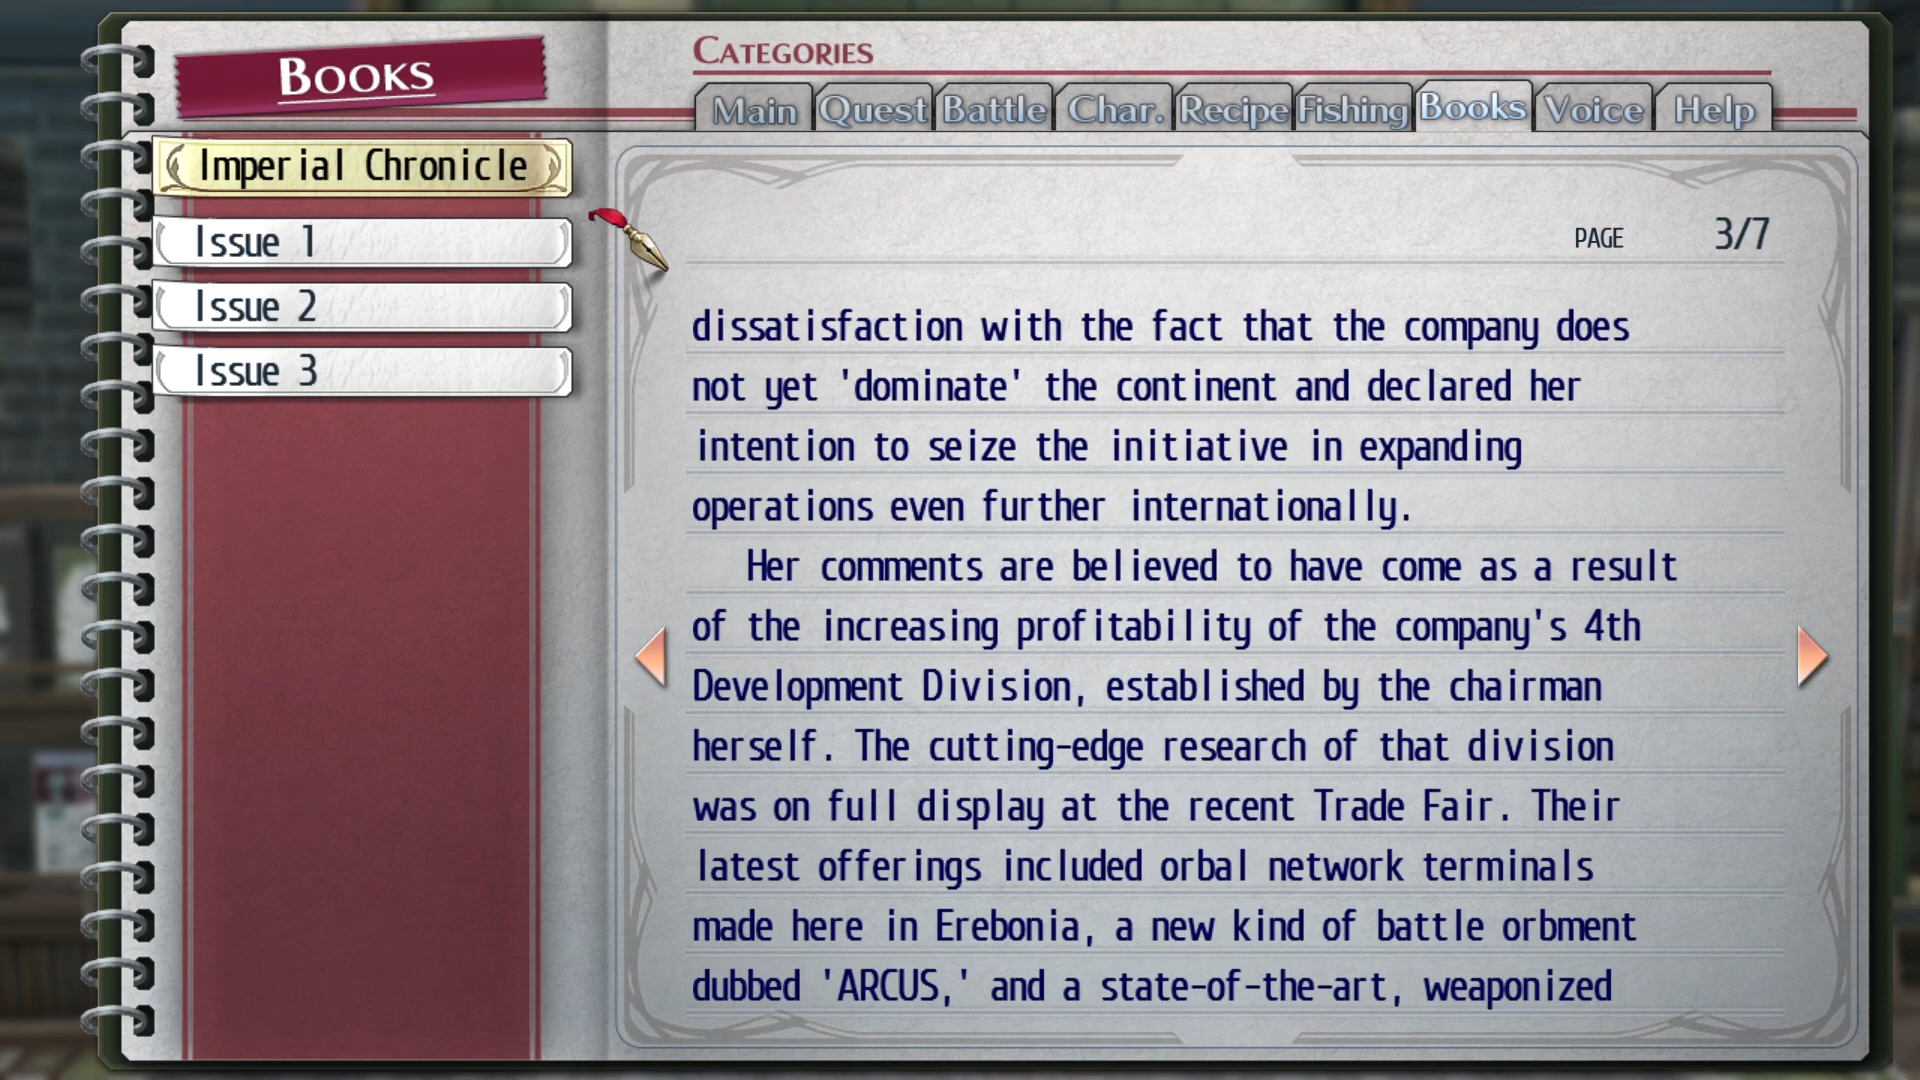 Books
Categories
Main Quest Battle Char. Recipe Fishing Books Voice Help
Imperial Chronicle
Issue 1
Issue 2
Issue 3
PAGE 3/7
dissatisfaction with the fact that the company does
not yet 'dominate' the continent and declared her
intention to seize the initiative in expanding
operations even further internationally.
Her comments are believed to have come as a result
of the increasing profitability of the company's 4th
Development Division, established by the chairman
herself. The cutting-edge research of that division
was on full display at the recent Trade Fair. Their
latest offerings included orbal network terminals
made here in Erebonia, a new kind of battle orbment
dubbed 'ARCUS,' and a state-of-the-art, weaponized